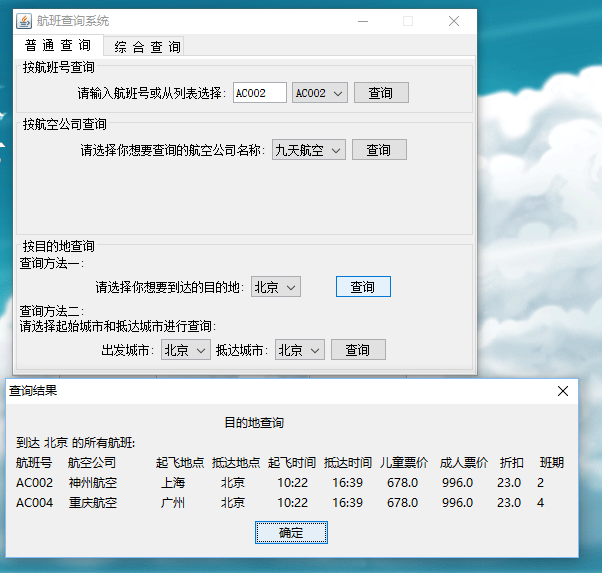 航班查询系统
普 通 查 询 综 合 查 询
按航班号查询
请输入航班号或从列表选择: AC002 AC002 查询
按航空公司查询
请选择你想要查询的航空公司名称: 九天航空 查询
按目的地查询
查询方法一:
请选择你想要到达的目的地: 北京 查询
查询方法二:
请选择起始城市和抵达城市进行查询:
出发城市: 北京 抵达城市: 北京 查询
查询结果
目的地查询
到达 北京 的所有航班:
航班号 航空公司 起飞地点 抵达地点 起飞时间 抵达时间 儿童票价 成人票价 折扣 班期
AC002 神州航空 上海 北京 10:22 16:39 678.0 996.0 23.0 2
AC004 重庆航空 广州 北京 10:22 16:39 678.0 996.0 23.0 4
确定